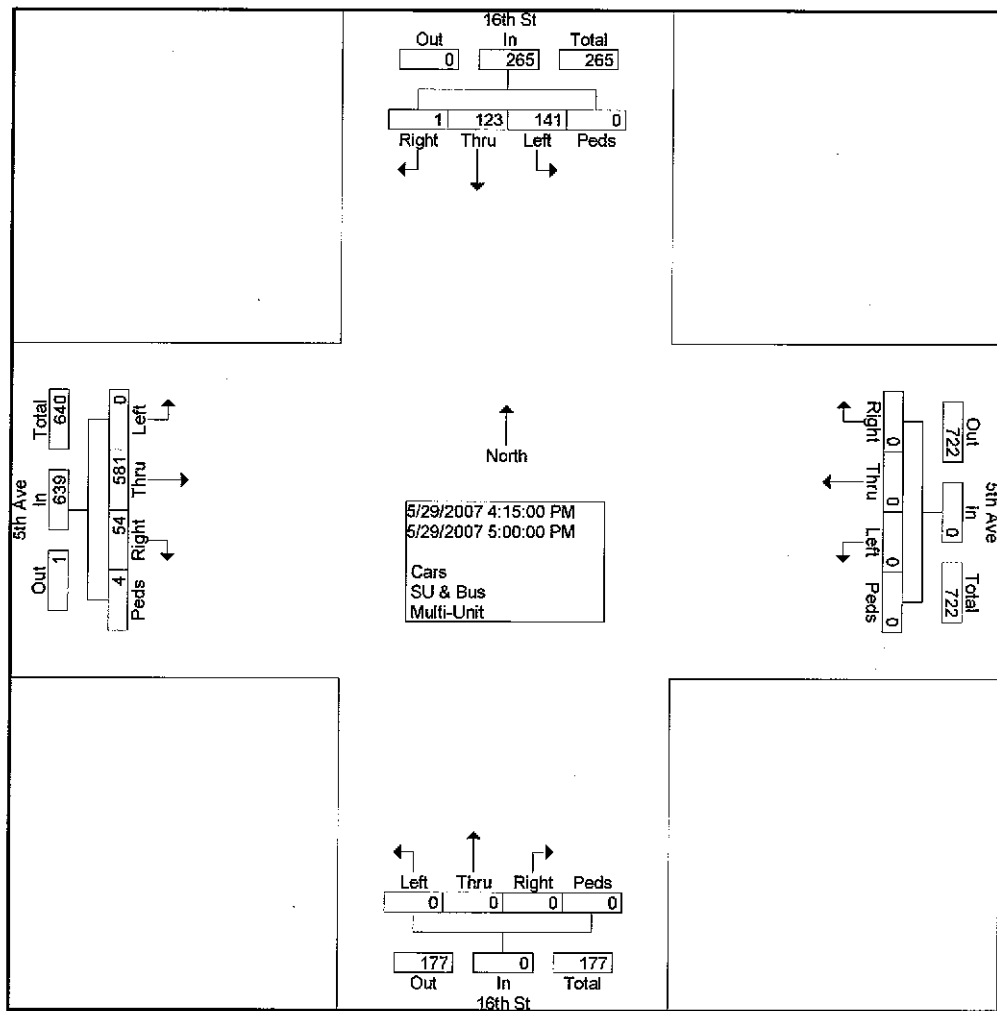 16th St
Out In Total
0 265 265
1 123 141 0
Right Thru Left Peds
5th Ave
Total In Out
640 639 1
0 581 54 4
Left Thru Right Peds
North
5/29/2007 4:15:00 PM
5/29/2007 5:00:00 PM
Cars
SU & Bus
Multi-Unit
Right Thru Left Peds
0 0 0 0
Out In Total
722 0 722
5th Ave
Left Thru Right Peds
0 0 0 0
177 0 177
Out In Total
16th St